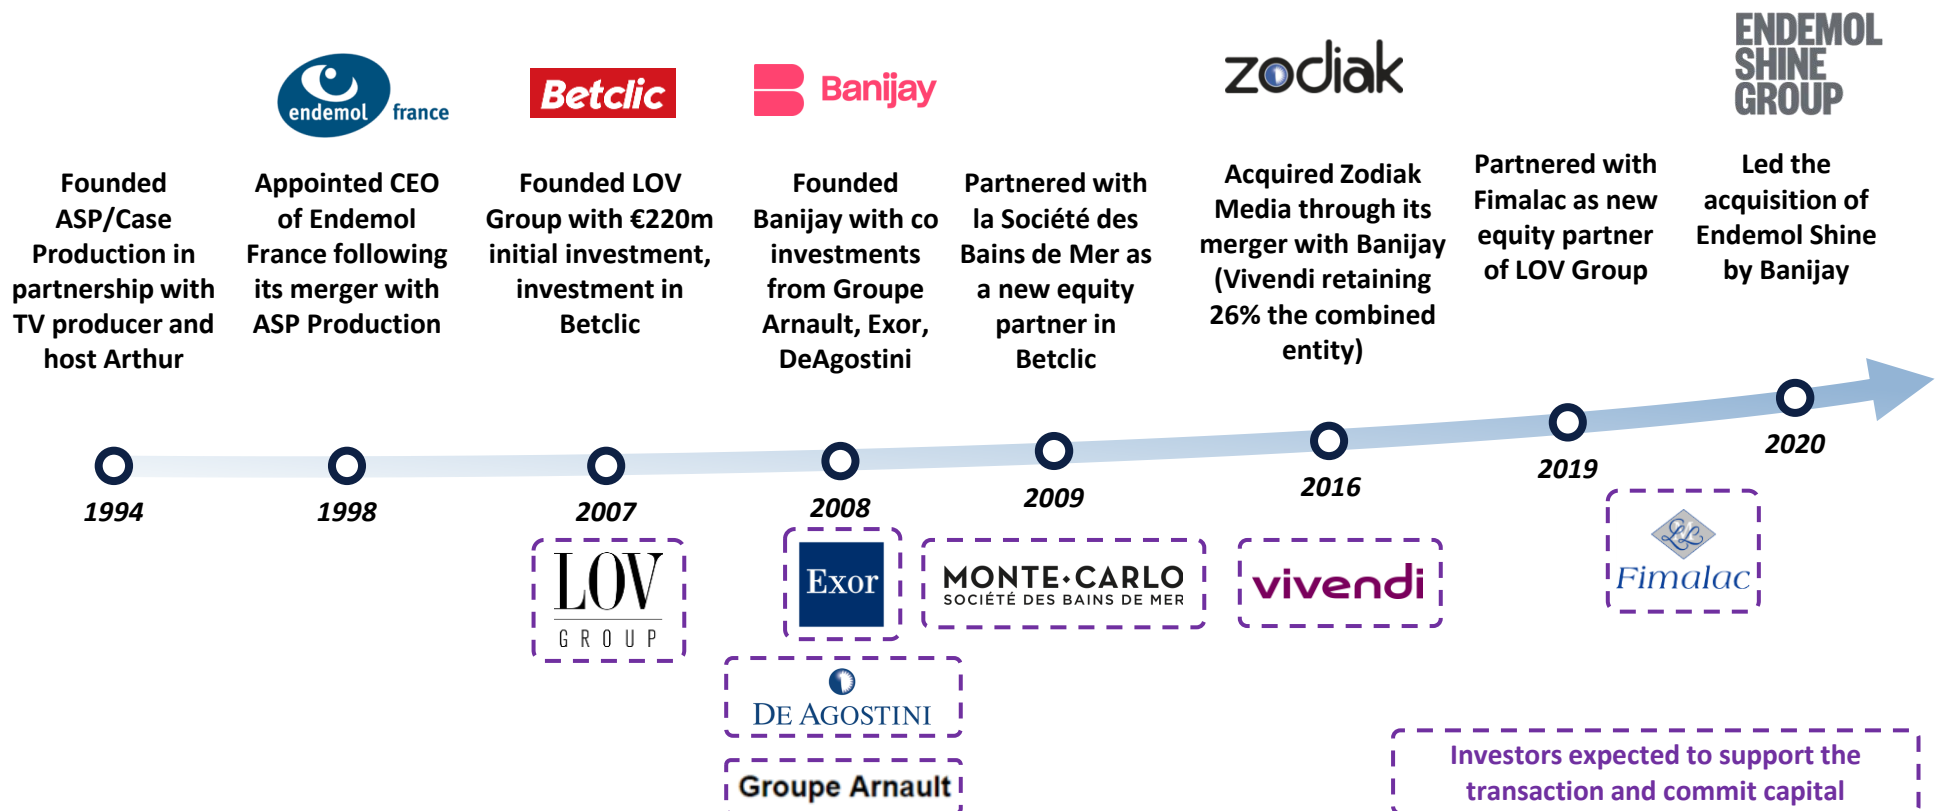 endemol france
Betclic
Banijay
zodiak
ENDEMOL
SHINE
GROUP
Founded
ASP/Case
Production in
partnership with
TV producer and
host Arthur
Appointed CEO
of Endemol
France following
its merger with
ASP Production
Founded LOV
Group with €220m
initial investment,
investment in
Betclic
Founded
Banijay with co
investments
from Groupe
Arnault, Exor,
DeAgostini
Partnered with
la Société des
Bains de Mer as
a new equity
partner in
Betclic
Acquired Zodiak
Media through its
merger with Banijay
(Vivendi retaining
26% the combined
entity)
Partnered with
Fimalac as new
equity partner
of LOV Group
Led the
acquisition of
Endemol Shine
by Banijay
1994
1998
2007
2008
2009
2016
2019
2020
LOV
GROUP
Exor
DE AGOSTINI
Groupe Arnault
MONTE•CARLO
SOCIÉTÉ DES BAINS DE MER
vivendi
Fimalac
Investors expected to support the
transaction and commit capital